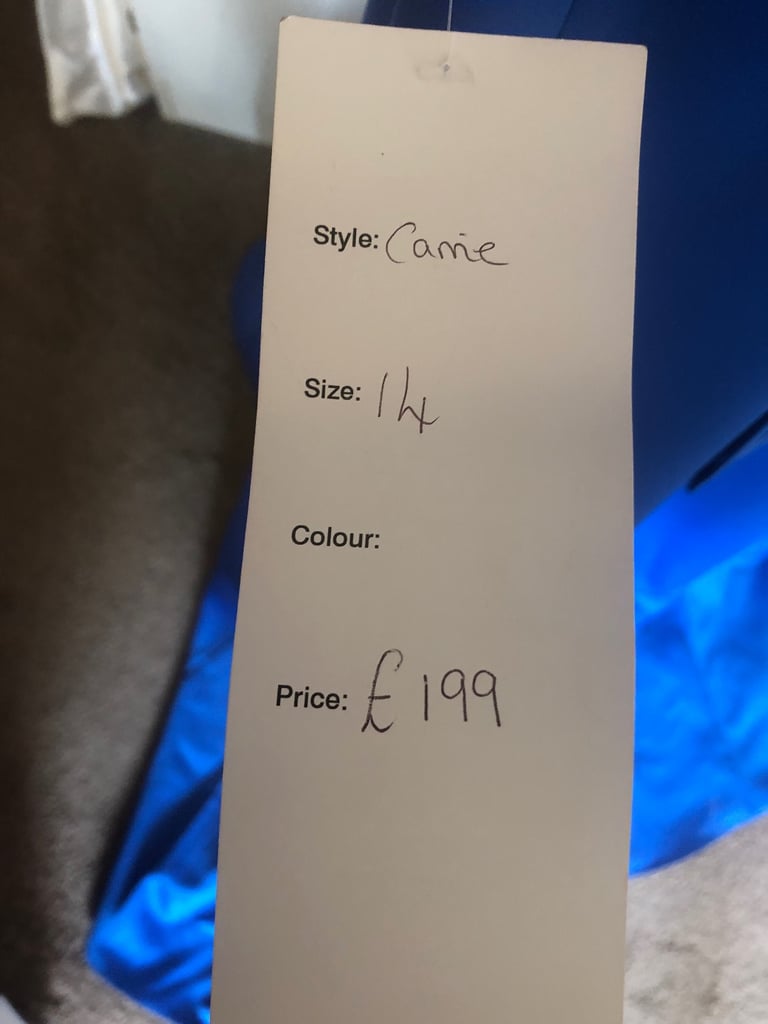 Style: Carrie
Size: 14
Colour:
Price: £199